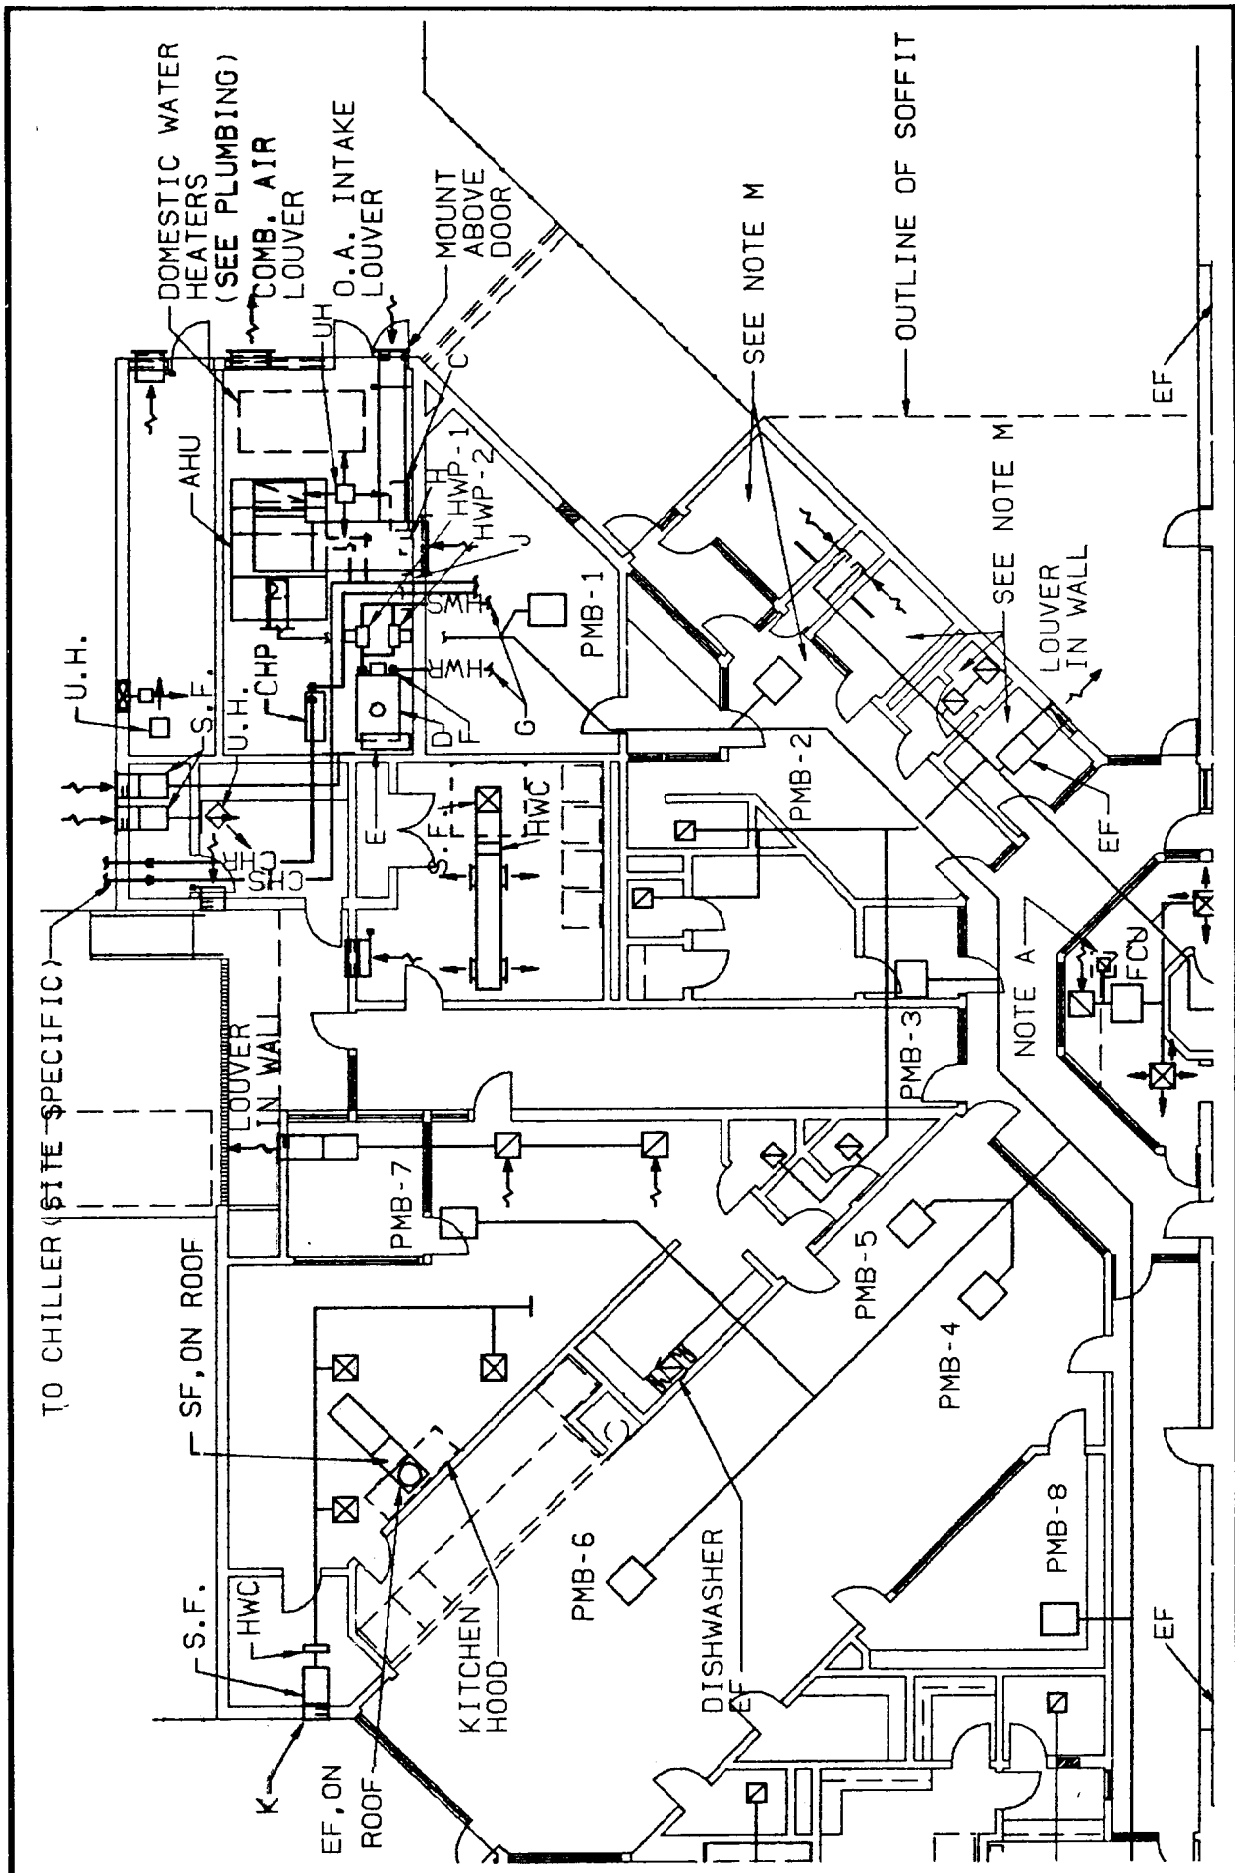 TO CHILLER (SITE SPECIFIC)
SF, ON ROOF
S.F.
HWC
K
EF, ON
ROOF
KITCHEN
HOOD
DISHWASHER
EF
PMB-6
PMB-7
LOUVER
IN WALL
PMB-5
PMB-4
PMB-8
EF
PMB-3
NOTE A
FCU
EF
PMB-2
PMB-1
U.H.
S.F.
U.H.
CHP
CHR
CHS
E
S.F.
HWC
D
F
G
HWR
HWS
J
HWP-2
HWP-1
H
C
UH
AHU
DOMESTIC WATER
HEATERS
(SEE PLUMBING)
COMB. AIR
LOUVER
O.A. INTAKE
LOUVER
MOUNT
ABOVE
DOOR
SEE NOTE M
OUTLINE OF SOFFIT
SEE NOTE M
LOUVER
IN WALL
EF